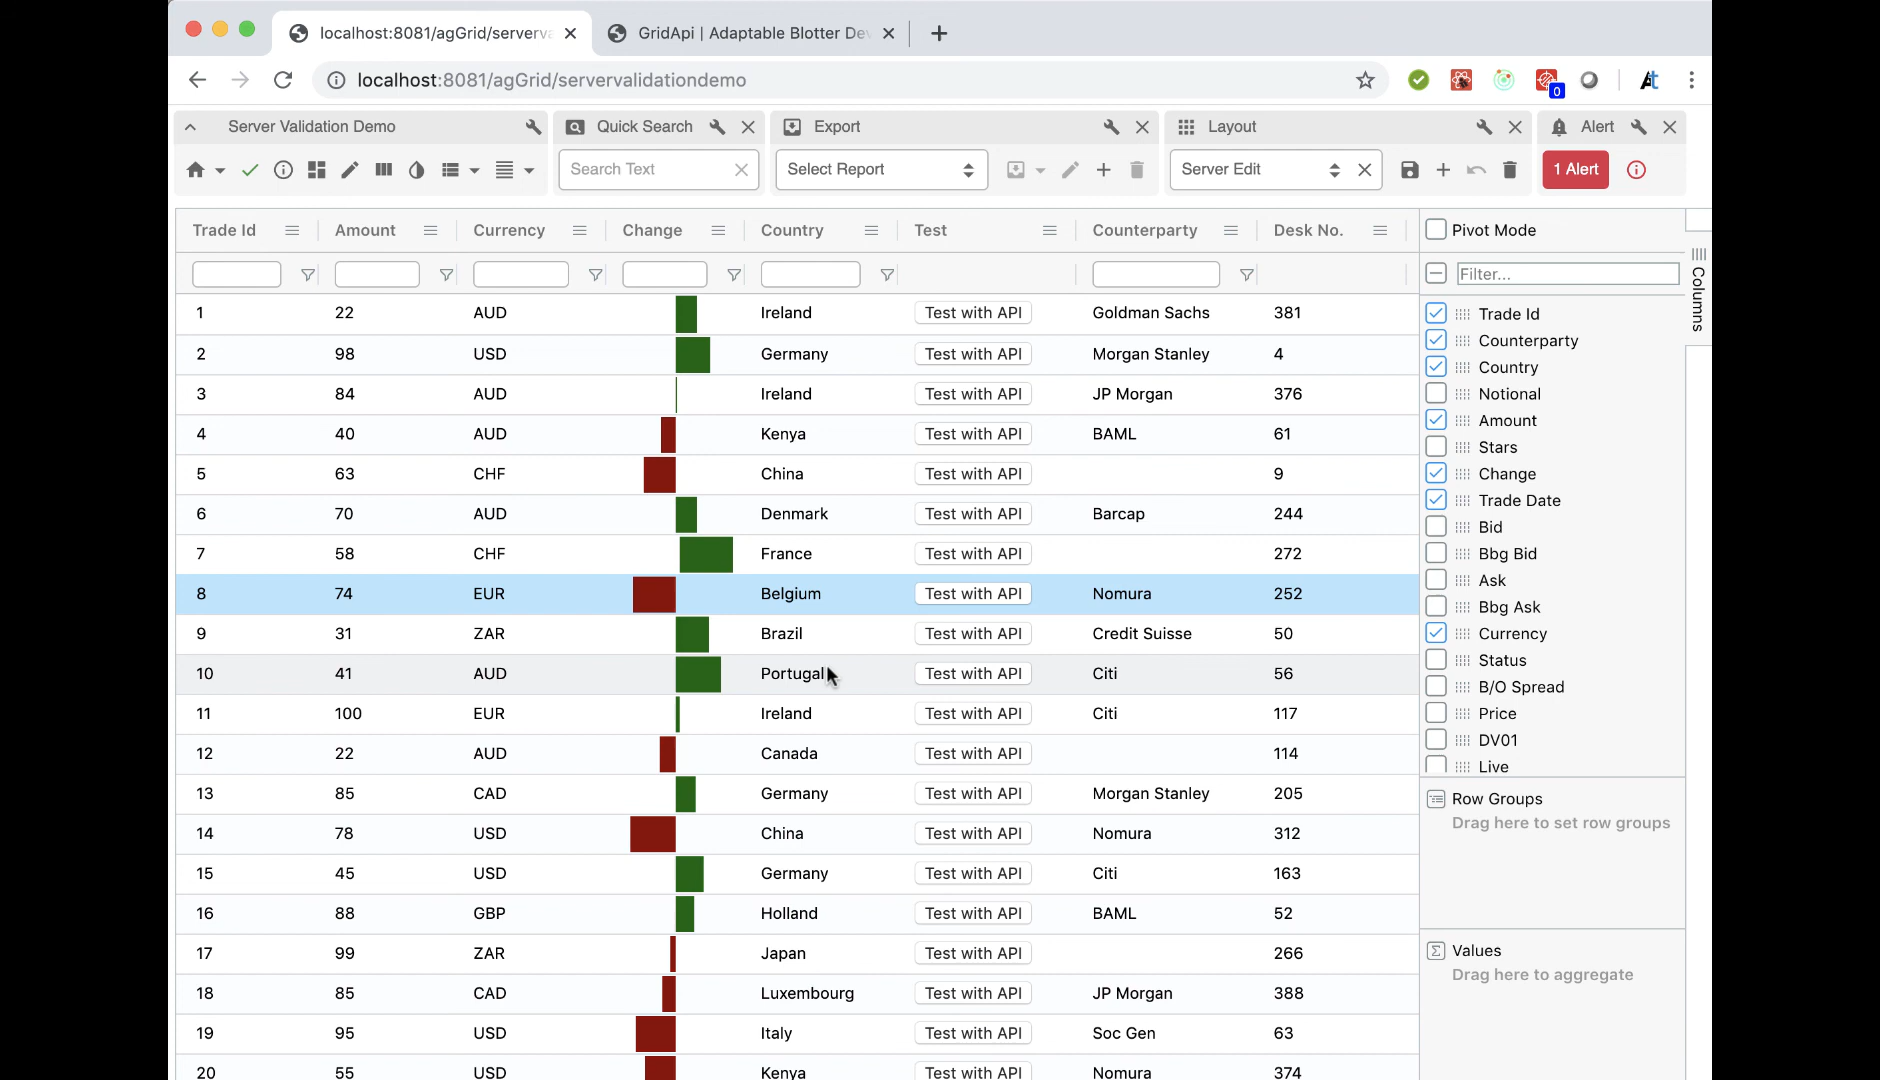 localhost:8081/agGrid/serverva
GridApi | Adaptable Blotter Dev
localhost:8081/agGrid/servervalidationdemo
0
Server Validation Demo
Quick Search
Export
Layout
Alert
Search Text
Select Report
Server Edit
1 Alert
Trade Id Amount Currency Change Country Test Counterparty Desk No.
1 22 AUD Ireland Test with API Goldman Sachs 381
2 98 USD Germany Test with API Morgan Stanley 4
3 84 AUD Ireland Test with API JP Morgan 376
4 40 AUD Kenya Test with API BAML 61
5 63 CHF China Test with API 9
6 70 AUD Denmark Test with API Barcap 244
7 58 CHF France Test with API 272
8 74 EUR Belgium Test with API Nomura 252
9 31 ZAR Brazil Test with API Credit Suisse 50
10 41 AUD Portugal Test with API Citi 56
11 100 EUR Ireland Test with API Citi 117
12 22 AUD Canada Test with API 114
13 85 CAD Germany Test with API Morgan Stanley 205
14 78 USD China Test with API Nomura 312
15 45 USD Germany Test with API Citi 163
16 88 GBP Holland Test with API BAML 52
17 99 ZAR Japan Test with API 266
18 85 CAD Luxembourg Test with API JP Morgan 388
19 95 USD Italy Test with API Soc Gen 63
20 55 USD Kenya Test with API Nomura 374
Pivot Mode
Filter...
Trade Id
Counterparty
Country
Notional
Amount
Stars
Change
Trade Date
Bid
Bbg Bid
Ask
Bbg Ask
Currency
Status
B/O Spread
Price
DV01
Live
Row Groups
Drag here to set row groups
Values
Drag here to aggregate
Columns